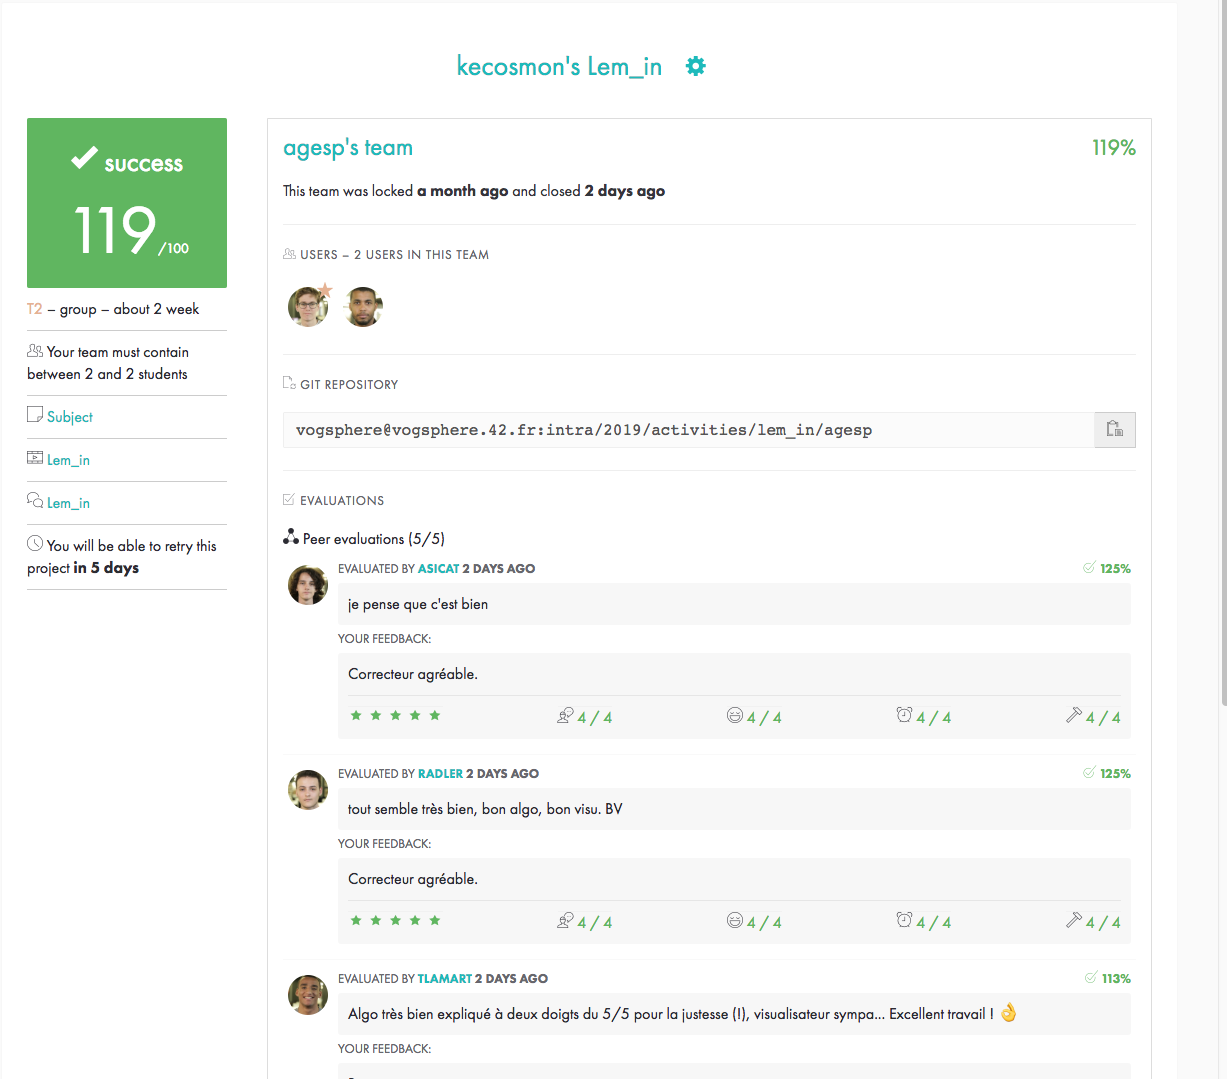 kecosmon's Lem_in
success
119/100
T2 – group – about 2 week
Your team must contain
between 2 and 2 students
Subject
Lem_in
Lem_in
You will be able to retry this
project in 5 days
agesp's team
119%
This team was locked a month ago and closed 2 days ago
USERS – 2 USERS IN THIS TEAM
GIT REPOSITORY
vogsphere@vogsphere.42.fr:intra/2019/activities/lem_in/agesp
EVALUATIONS
Peer evaluations (5/5)
EVALUATED BY ASICAT 2 DAYS AGO 125%
je pense que c'est bien
YOUR FEEDBACK:
Correcteur agréable.
4 / 4 4 / 4 4 / 4 4 / 4
EVALUATED BY RADLER 2 DAYS AGO 125%
tout semble très bien, bon algo, bon visu. BV
YOUR FEEDBACK:
Correcteur agréable.
4 / 4 4 / 4 4 / 4 4 / 4
EVALUATED BY TLAMART 2 DAYS AGO 113%
Algo très bien expliqué à deux doigts du 5/5 pour la justesse (!), visualisateur sympa... Excellent travail ! 👌
YOUR FEEDBACK: